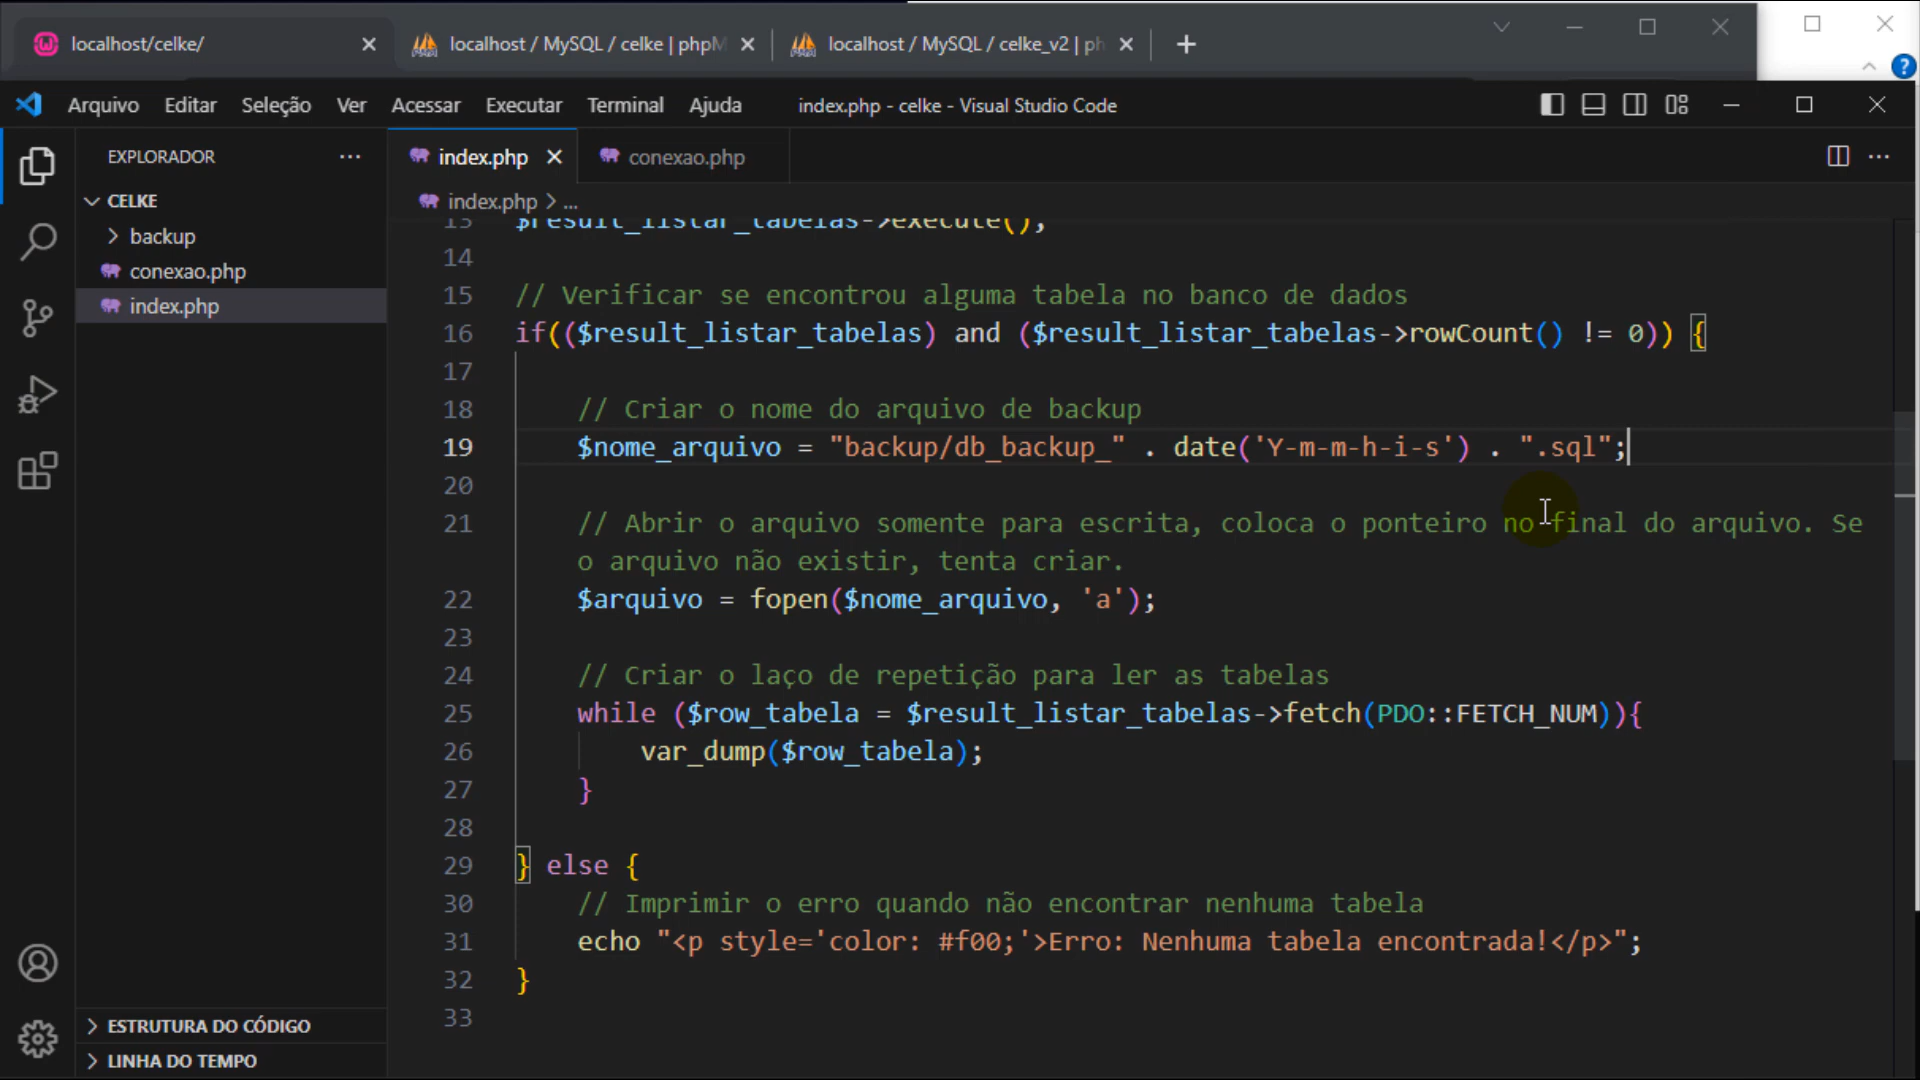 localhost/celke/
localhost / MySQL / celke | phpM
localhost / MySQL / celke_v2 | ph
Arquivo Editar Seleção Ver Acessar Executar Terminal Ajuda
index.php - celke - Visual Studio Code
EXPLORADOR
CELKE
backup
conexao.php
index.php
ESTRUTURA DO CÓDIGO
LINHA DO TEMPO
index.php
conexao.php
index.php > ...
13 $result_listar_tabelas->execute();
14
15 // Verificar se encontrou alguma tabela no banco de dados
16 if(($result_listar_tabelas) and ($result_listar_tabelas->rowCount() != 0)) {
17
18 // Criar o nome do arquivo de backup
19 $nome_arquivo = "backup/db_backup_" . date('Y-m-m-h-i-s') . ".sql";
20
21 // Abrir o arquivo somente para escrita, coloca o ponteiro no final do arquivo. Se
o arquivo não existir, tenta criar.
22 $arquivo = fopen($nome_arquivo, 'a');
23
24 // Criar o laço de repetição para ler as tabelas
25 while ($row_tabela = $result_listar_tabelas->fetch(PDO::FETCH_NUM)){
26 var_dump($row_tabela);
27 }
28
29 } else {
30 // Imprimir o erro quando não encontrar nenhuma tabela
31 echo "<p style='color: #f00;'>Erro: Nenhuma tabela encontrada!</p>";
32 }
33